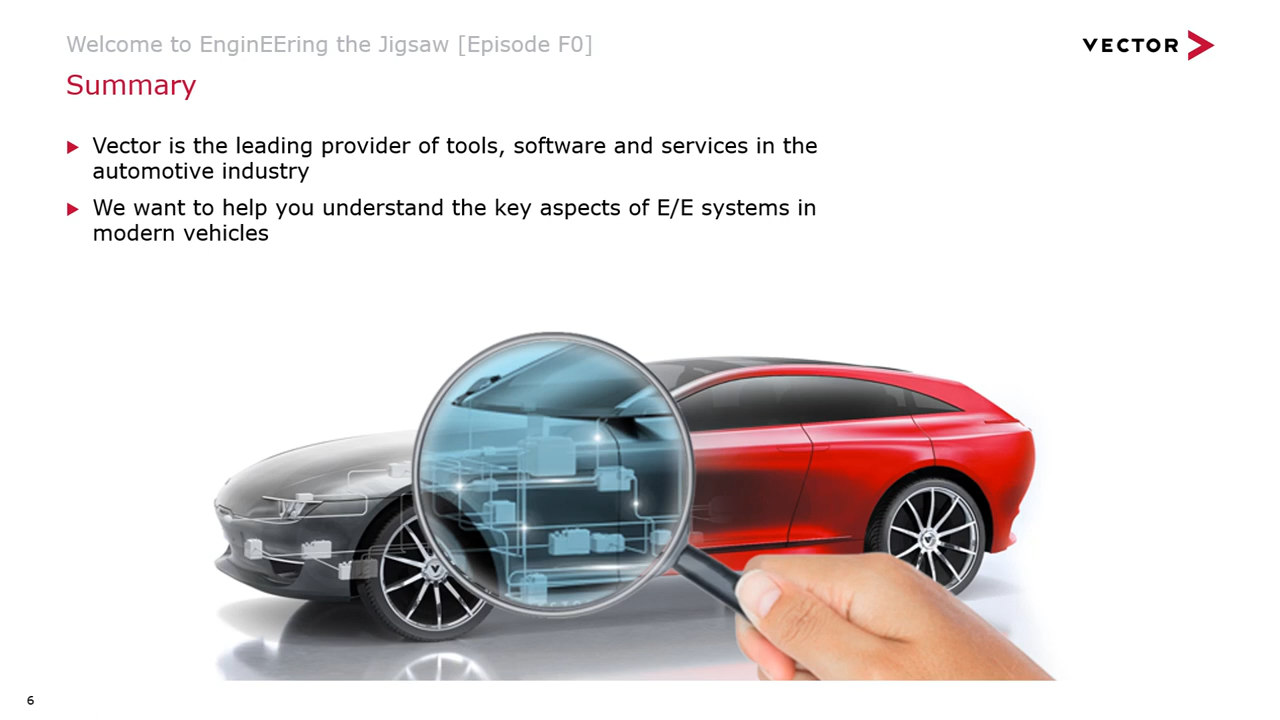 Welcome to EnginEEring the Jigsaw [Episode F0]
VECTOR
Summary
Vector is the leading provider of tools, software and services in the
automotive industry
We want to help you understand the key aspects of E/E systems in
modern vehicles
6